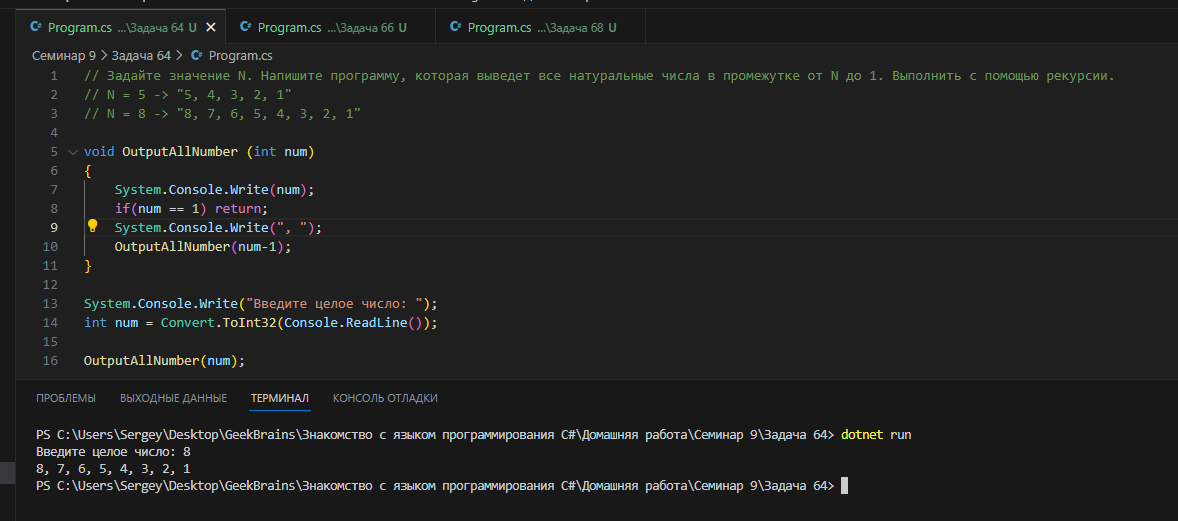 Program.cs ...\Задача 64 U Program.cs ...\Задача 66 U Program.cs ...\Задача 68 U
Семинар 9 > Задача 64 > Program.cs
1 // Задайте значение N. Напишите программу, которая выведет все натуральные числа в промежутке от N до 1. Выполнить с помощью рекурсии.
2 // N = 5 -> "5, 4, 3, 2, 1"
3 // N = 8 -> "8, 7, 6, 5, 4, 3, 2, 1"
4
5 void OutputAllNumber (int num)
6 {
7 System.Console.Write(num);
8 if(num == 1) return;
9 System.Console.Write(", ");
10 OutputAllNumber(num-1);
11 }
12
13 System.Console.Write("Введите целое число: ");
14 int num = Convert.ToInt32(Console.ReadLine());
15
16 OutputAllNumber(num);
ПРОБЛЕМЫ ВЫХОДНЫЕ ДАННЫЕ ТЕРМИНАЛ КОНСОЛЬ ОТЛАДКИ
PS C:\Users\Sergey\Desktop\GeekBrains\Знакомство с языком программирования C#\Домашняя работа\Семинар 9\Задача 64> dotnet run
Введите целое число: 8
8, 7, 6, 5, 4, 3, 2, 1
PS C:\Users\Sergey\Desktop\GeekBrains\Знакомство с языком программирования C#\Домашняя работа\Семинар 9\Задача 64>